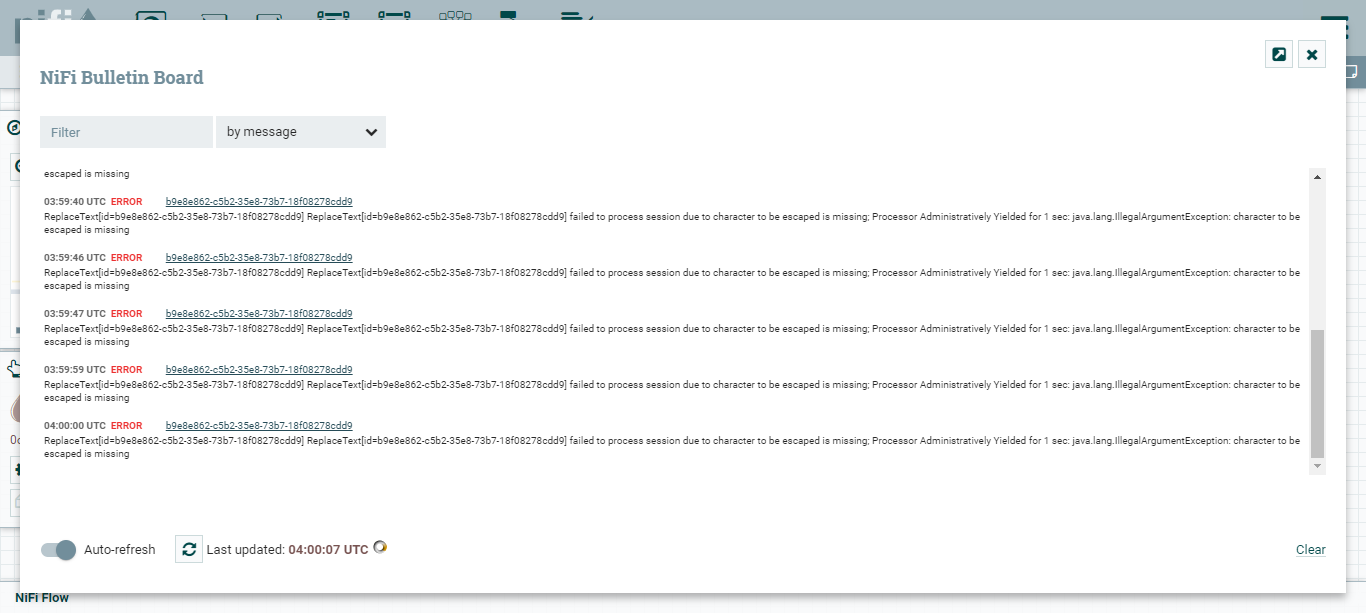 nifi
NiFi Bulletin Board
Filter
by message
escaped is missing
03:59:40 UTC ERROR b9e8e862-c5b2-35e8-73b7-18f08278cdd9
ReplaceText[id=b9e8e862-c5b2-35e8-73b7-18f08278cdd9] ReplaceText[id=b9e8e862-c5b2-35e8-73b7-18f08278cdd9] failed to process session due to character to be escaped is missing; Processor Administratively Yielded for 1 sec: java.lang.IllegalArgumentException: character to be
escaped is missing
03:59:46 UTC ERROR b9e8e862-c5b2-35e8-73b7-18f08278cdd9
ReplaceText[id=b9e8e862-c5b2-35e8-73b7-18f08278cdd9] ReplaceText[id=b9e8e862-c5b2-35e8-73b7-18f08278cdd9] failed to process session due to character to be escaped is missing; Processor Administratively Yielded for 1 sec: java.lang.IllegalArgumentException: character to be
escaped is missing
03:59:47 UTC ERROR b9e8e862-c5b2-35e8-73b7-18f08278cdd9
ReplaceText[id=b9e8e862-c5b2-35e8-73b7-18f08278cdd9] ReplaceText[id=b9e8e862-c5b2-35e8-73b7-18f08278cdd9] failed to process session due to character to be escaped is missing; Processor Administratively Yielded for 1 sec: java.lang.IllegalArgumentException: character to be
escaped is missing
03:59:59 UTC ERROR b9e8e862-c5b2-35e8-73b7-18f08278cdd9
ReplaceText[id=b9e8e862-c5b2-35e8-73b7-18f08278cdd9] ReplaceText[id=b9e8e862-c5b2-35e8-73b7-18f08278cdd9] failed to process session due to character to be escaped is missing; Processor Administratively Yielded for 1 sec: java.lang.IllegalArgumentException: character to be
escaped is missing
04:00:00 UTC ERROR b9e8e862-c5b2-35e8-73b7-18f08278cdd9
ReplaceText[id=b9e8e862-c5b2-35e8-73b7-18f08278cdd9] ReplaceText[id=b9e8e862-c5b2-35e8-73b7-18f08278cdd9] failed to process session due to character to be escaped is missing; Processor Administratively Yielded for 1 sec: java.lang.IllegalArgumentException: character to be
escaped is missing
Auto-refresh
Last updated: 04:00:07 UTC
Clear
NiFi Flow